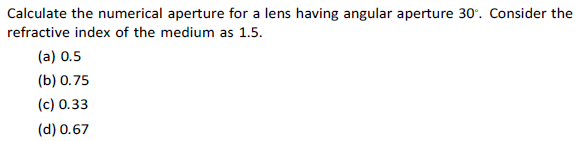 Calculate the numerical aperture for a lens having angular aperture 30°. Consider the
refractive index of the medium as 1.5.
(a) 0.5
(b) 0.75
(c) 0.33
(d) 0.67